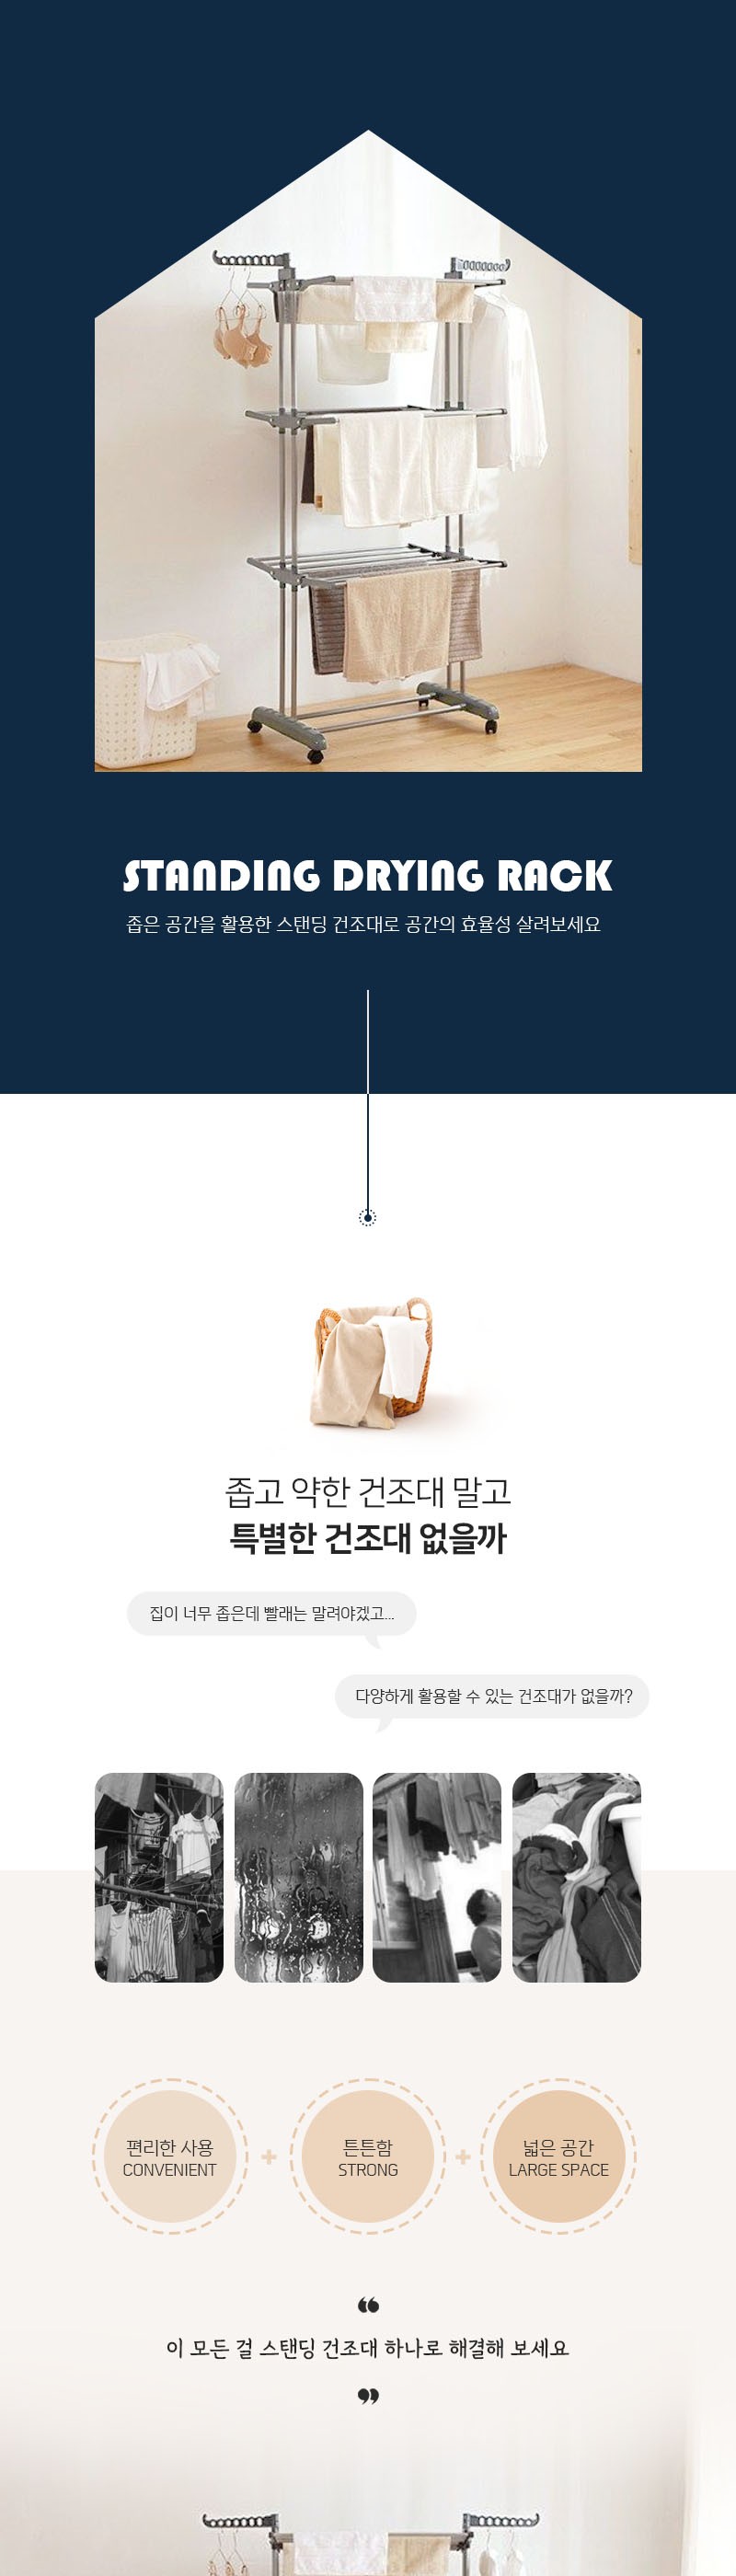 STANDING DRYING RACK
좁은 공간을 활용한 스탠딩 건조대로 공간의 효율성 살려보세요
좁고 약한 건조대 말고
특별한 건조대 없을까
집이 너무 좁은데 빨래는 말려야겠고...
다양하게 활용할 수 있는 건조대가 없을까?
편리한 사용
CONVENIENT
+
튼튼함
STRONG
+
넓은 공간
LARGE SPACE
“
이 모든 걸 스탠딩 건조대 하나로 해결해 보세요
”